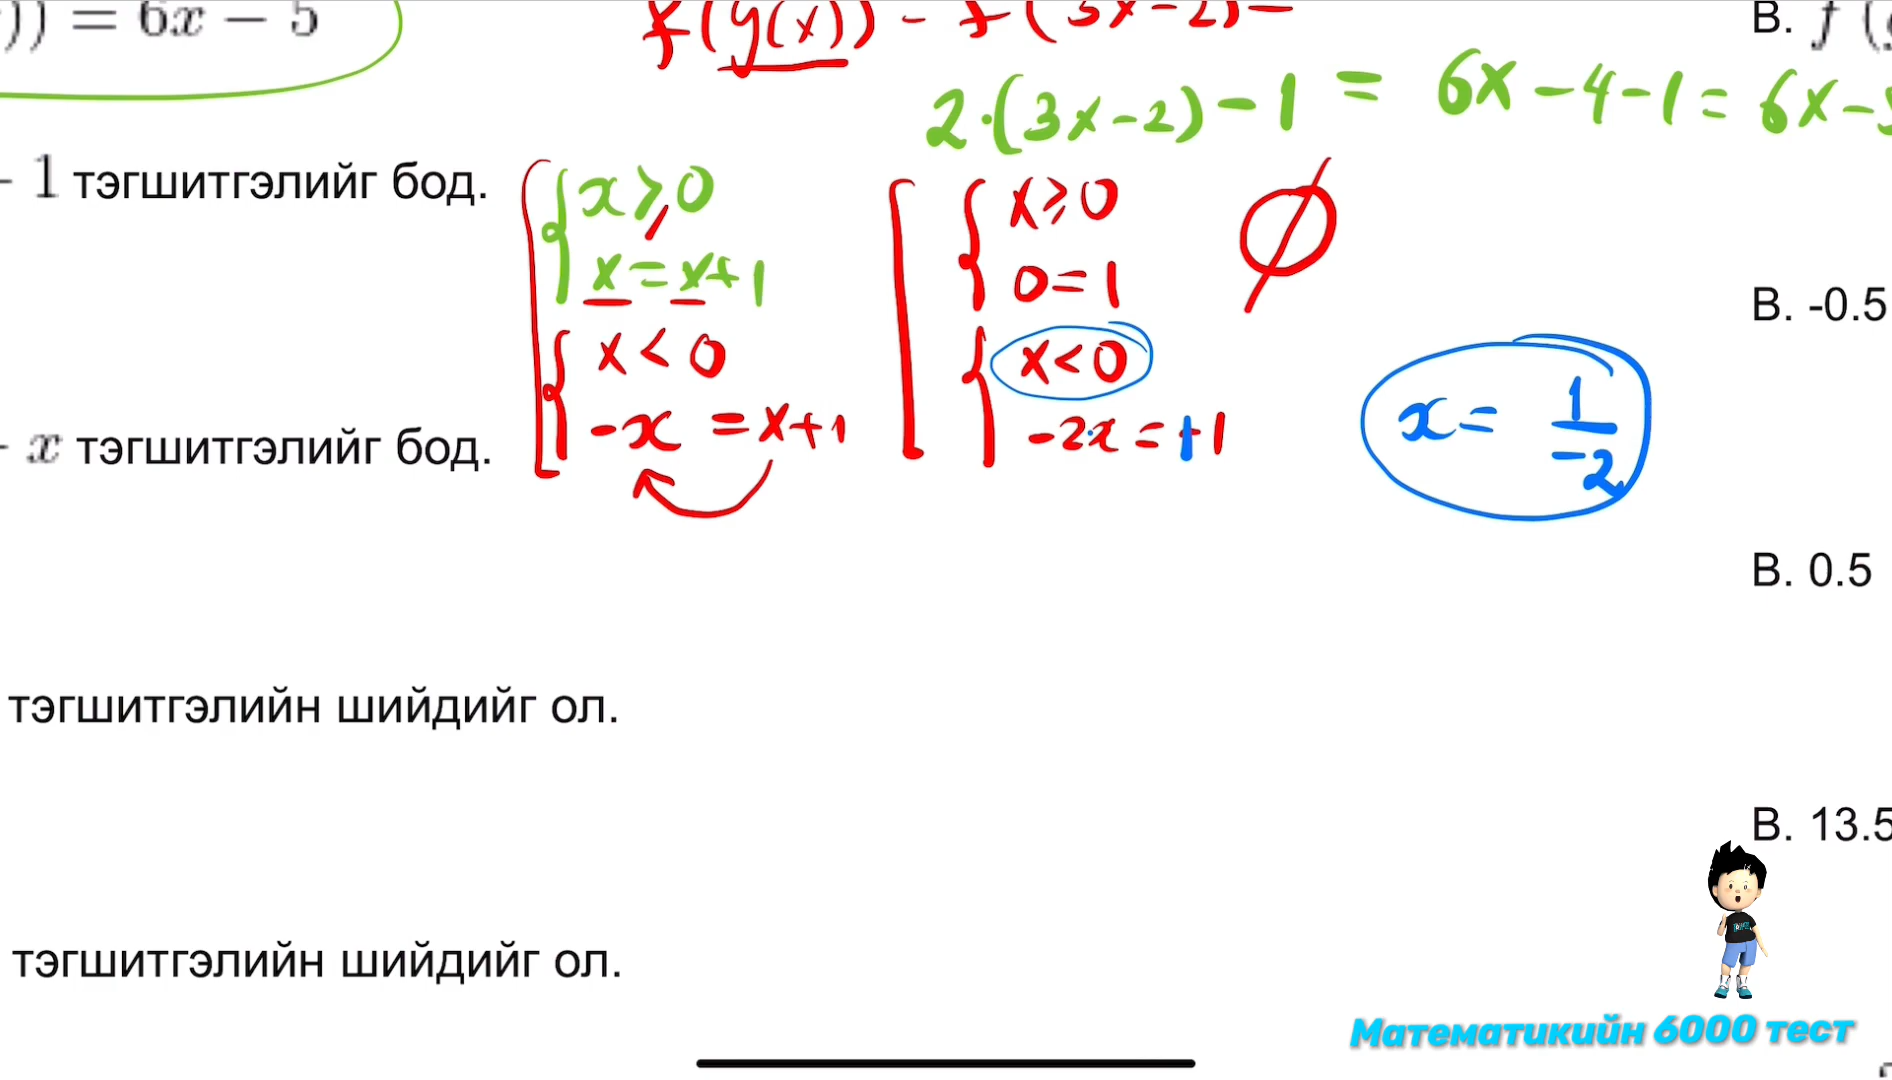 )) = 6x − 5
f(g(x)) = f(3x−2) =
B. f (
2·(3x−2)−1 = 6x−4−1 = 6x−5
- 1 тэгшитгэлийг бод.
x ≥ 0
x = x+1
x < 0
-x = x+1
x ≥ 0
0 = 1
x < 0
-2x = +1
∅
x = 1/-2
B. -0.5
- x тэгшитгэлийг бод.
B. 0.5
тэгшитгэлийн шийдийг ол.
B. 13.5
тэгшитгэлийн шийдийг ол.
Математикийн 6000 тест